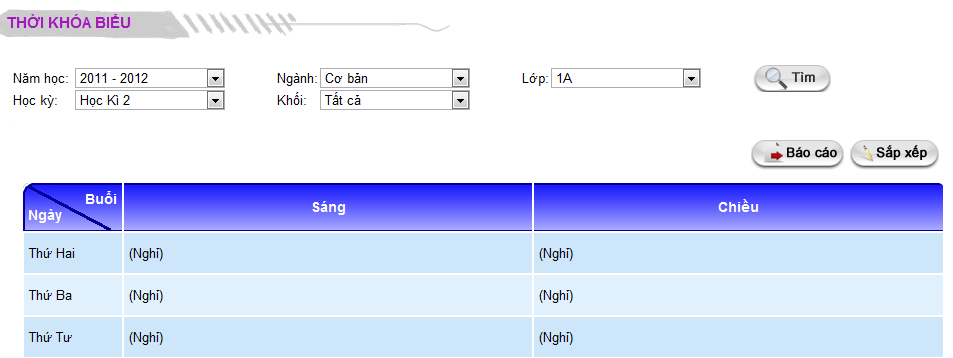 THỜI KHÓA BIỂU
Năm học: 2011 - 2012 Ngành: Cơ bản Lớp: 1A Tìm
Học kỳ: Học Kì 2 Khối: Tất cả
Báo cáo Sắp xếp
Buổi
Ngày Sáng Chiều
Thứ Hai (Nghỉ) (Nghỉ)
Thứ Ba (Nghỉ) (Nghỉ)
Thứ Tư (Nghỉ) (Nghỉ)